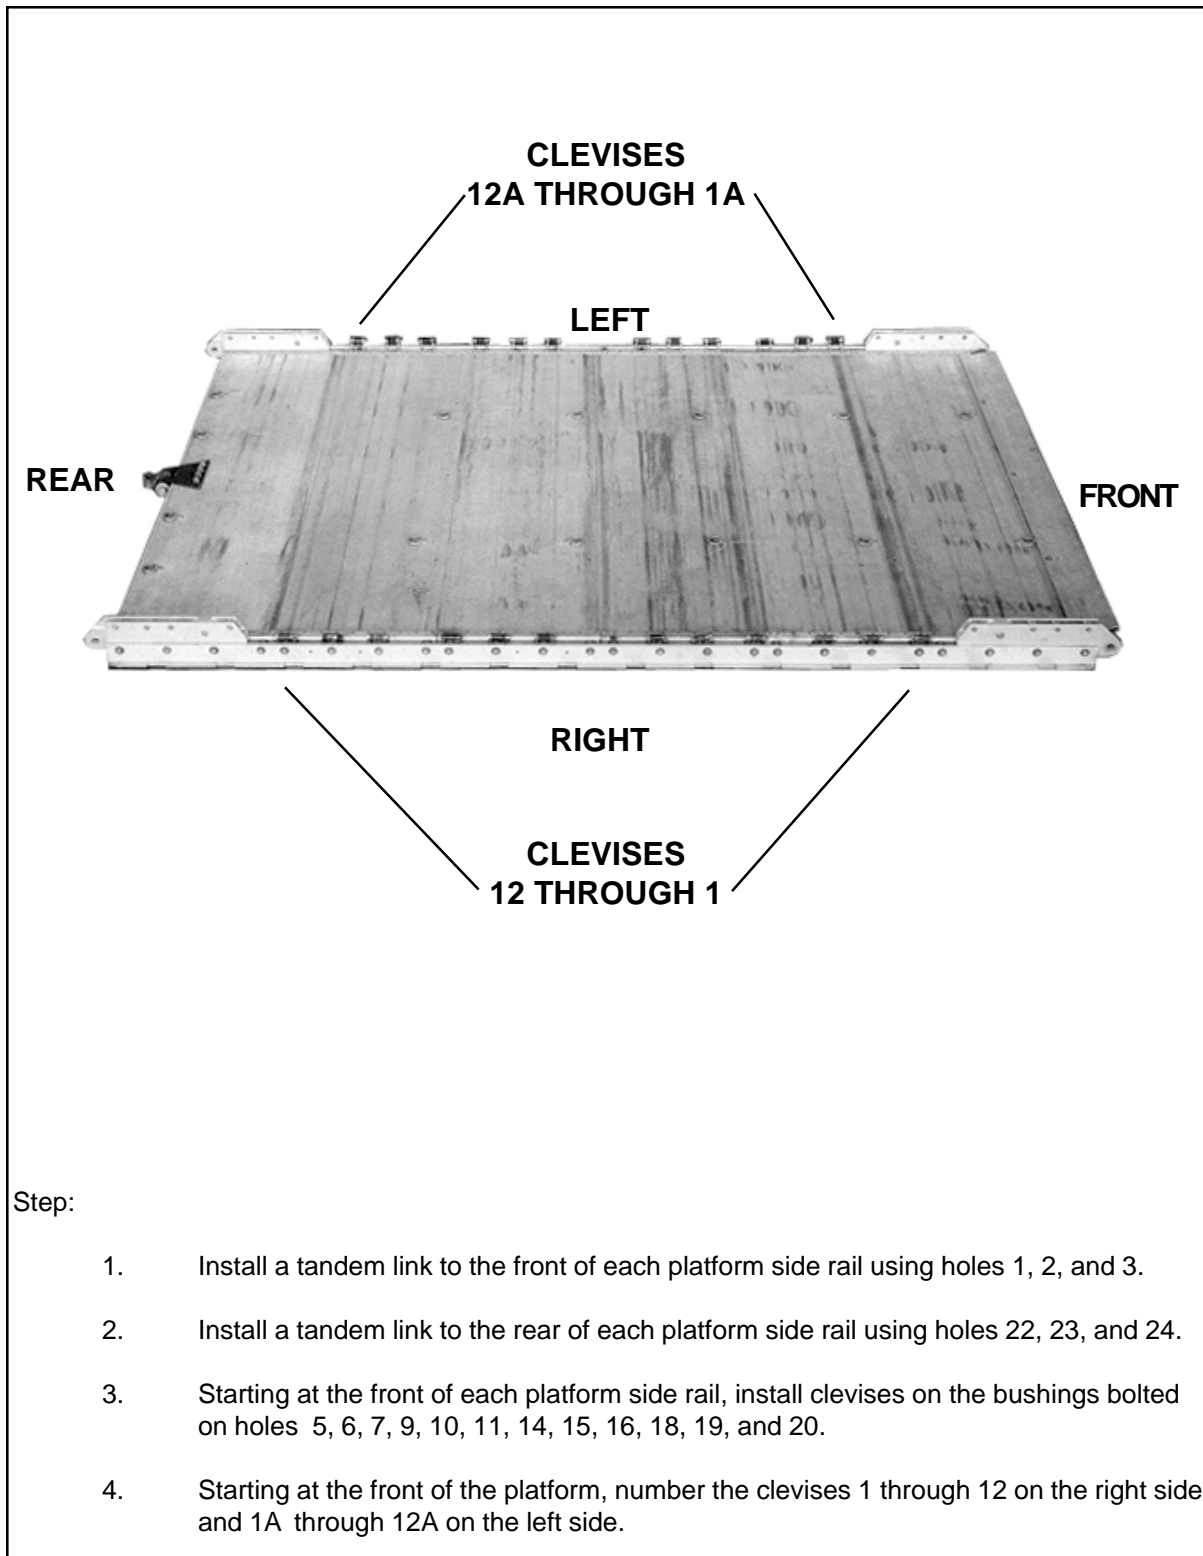 CLEVISES
12A THROUGH 1A
LEFT
REAR
FRONT
RIGHT
CLEVISES
12 THROUGH 1
Step:
1. Install a tandem link to the front of each platform side rail using holes 1, 2, and 3.
2. Install a tandem link to the rear of each platform side rail using holes 22, 23, and 24.
3. Starting at the front of each platform side rail, install clevises on the bushings bolted
on holes 5, 6, 7, 9, 10, 11, 14, 15, 16, 18, 19, and 20.
4. Starting at the front of the platform, number the clevises 1 through 12 on the right side
and 1A through 12A on the left side.